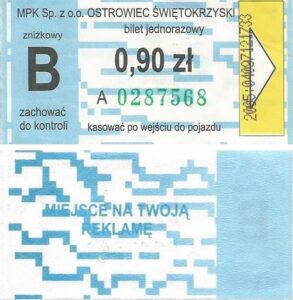 MPK Sp. z o.o. OSTROWIEC ŚWIĘTOKRZYSKI
zniżkowy
bilet jednorazowy
B
0,90 zł
A 0287568
zachować
do kontroli
kasować po wejściu do pojazdu
MIEJSCE NA TWOJĄ
REKLAMĘ